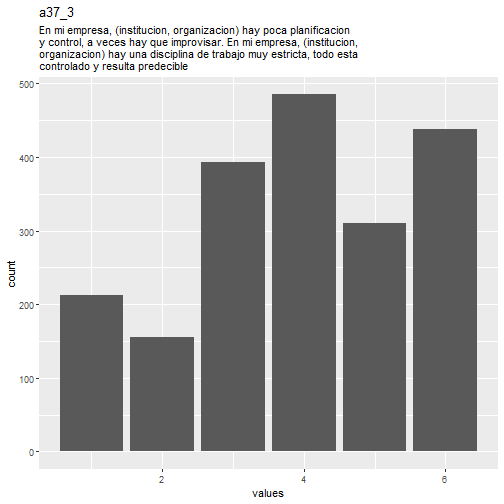 a37_3
En mi empresa, (institucion, organizacion) hay poca planificacion
y control, a veces hay que improvisar. En mi empresa, (institucion,
organizacion) hay una disciplina de trabajo muy estricta, todo esta
controlado y resulta predecible
500
400
300
200
100
0
count
2 4 6
values